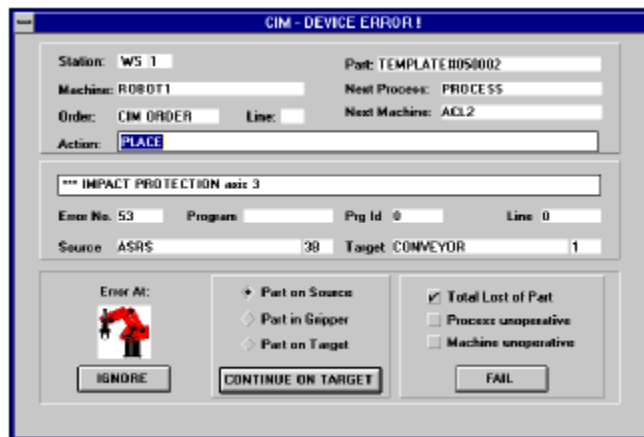 CIM - DEVICE ERROR !
Station: WS 1 Part: TEMPLATE#050002
Machine: ROBOT1 Next Process: PROCESS
Order: CIM ORDER Line: Next Machine: ACL2
Action: PLACE
*** IMPACT PROTECTION axis 3
Error No. 53 Program Prg Id 0 Line 0
Source ASRS 38 Target CONVEYOR 1
Error At: Part on Source Total Lost of Part
Part in Gripper Process unoperative
Part on Target Machine unoperative
IGNORE CONTINUE ON TARGET FAIL